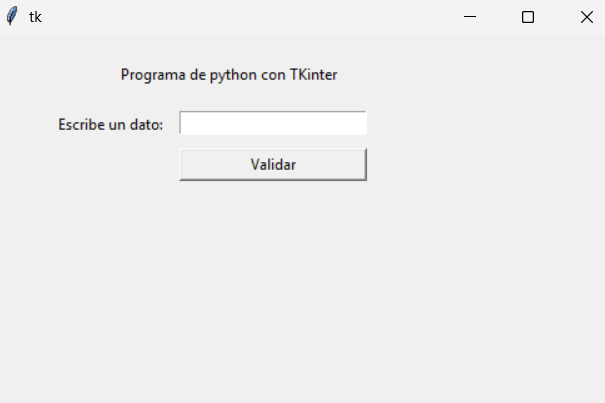 tk
Programa de python con TKinter
Escribe un dato:
Validar